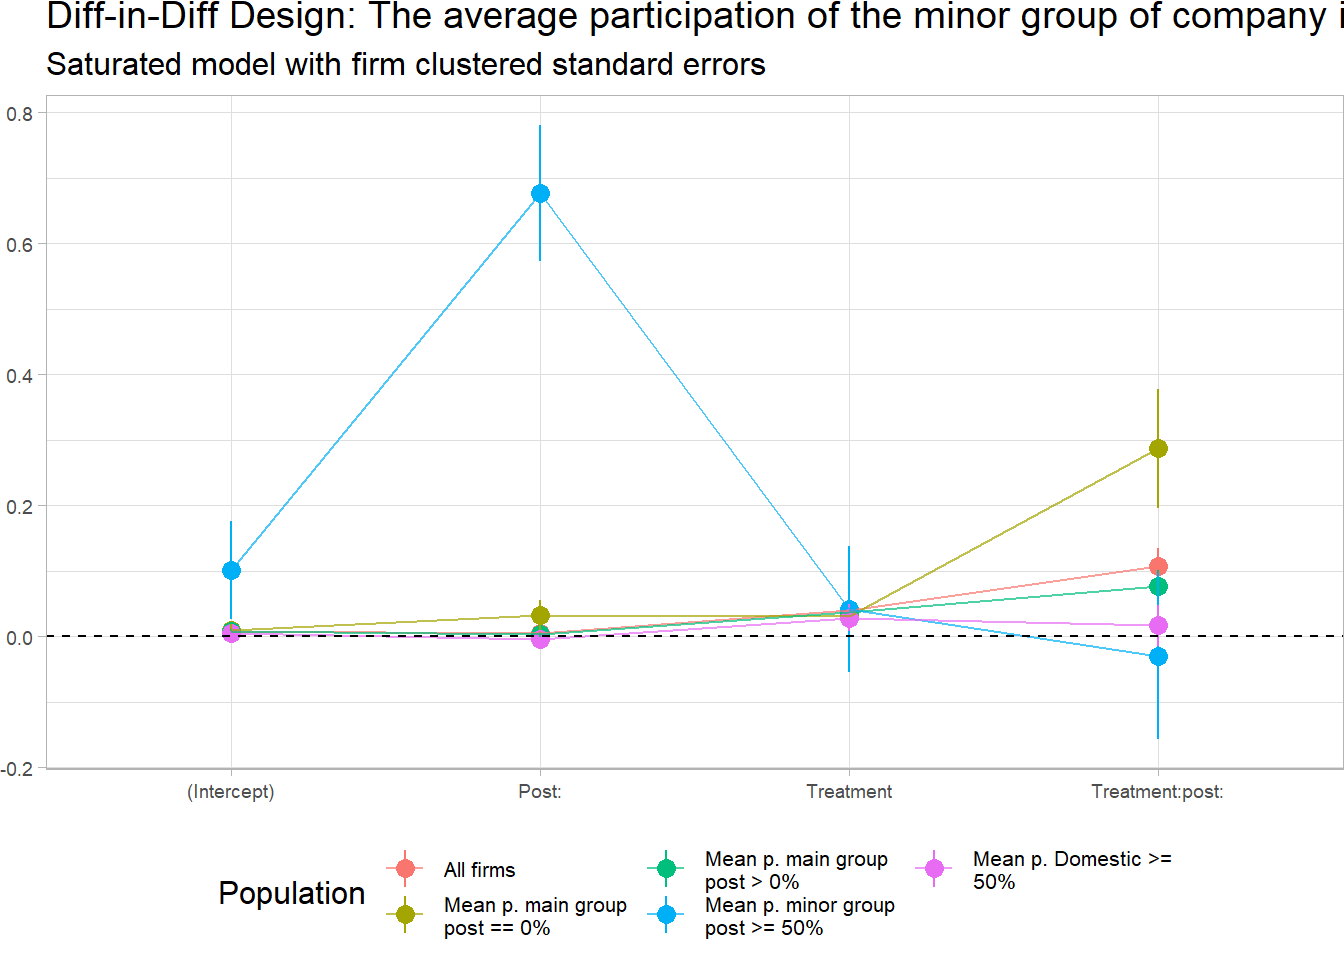 Diff-in-Diff Design: The average participation of the minor group of company i
Saturated model with firm clustered standard errors
0.8
0.6
0.4
0.2
0.0
-0.2
(Intercept)
Post:
Treatment
Treatment:post:
Population
All firms
Mean p. main group
post == 0%
Mean p. main group
post > 0%
Mean p. minor group
post >= 50%
Mean p. Domestic >=
50%